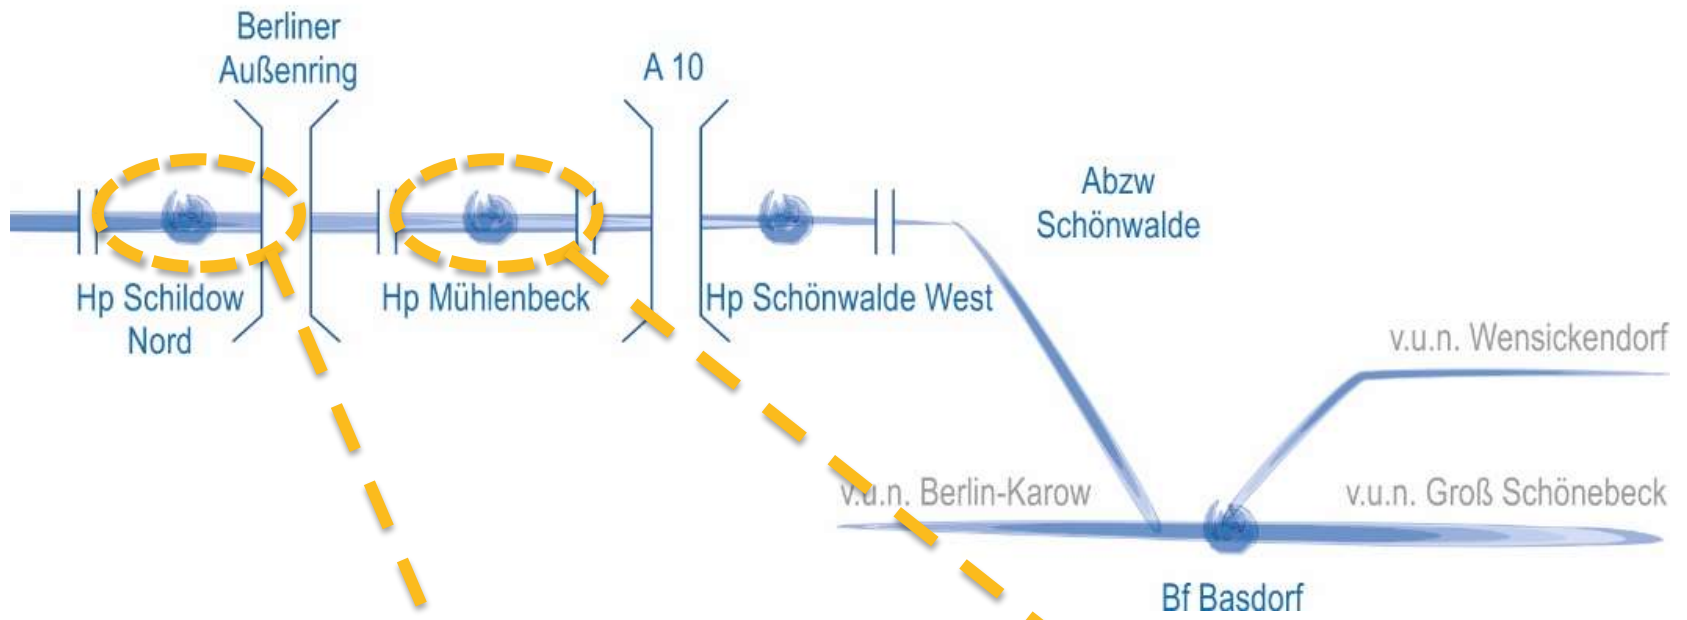 Berliner
Außenring
A 10
Abzw
Schönwalde
Hp Schildow
Nord
Hp Mühlenbeck
Hp Schönwalde West
v.u.n. Wensickendorf
v.u.n. Berlin-Karow
v.u.n. Groß Schönebeck
Bf Basdorf